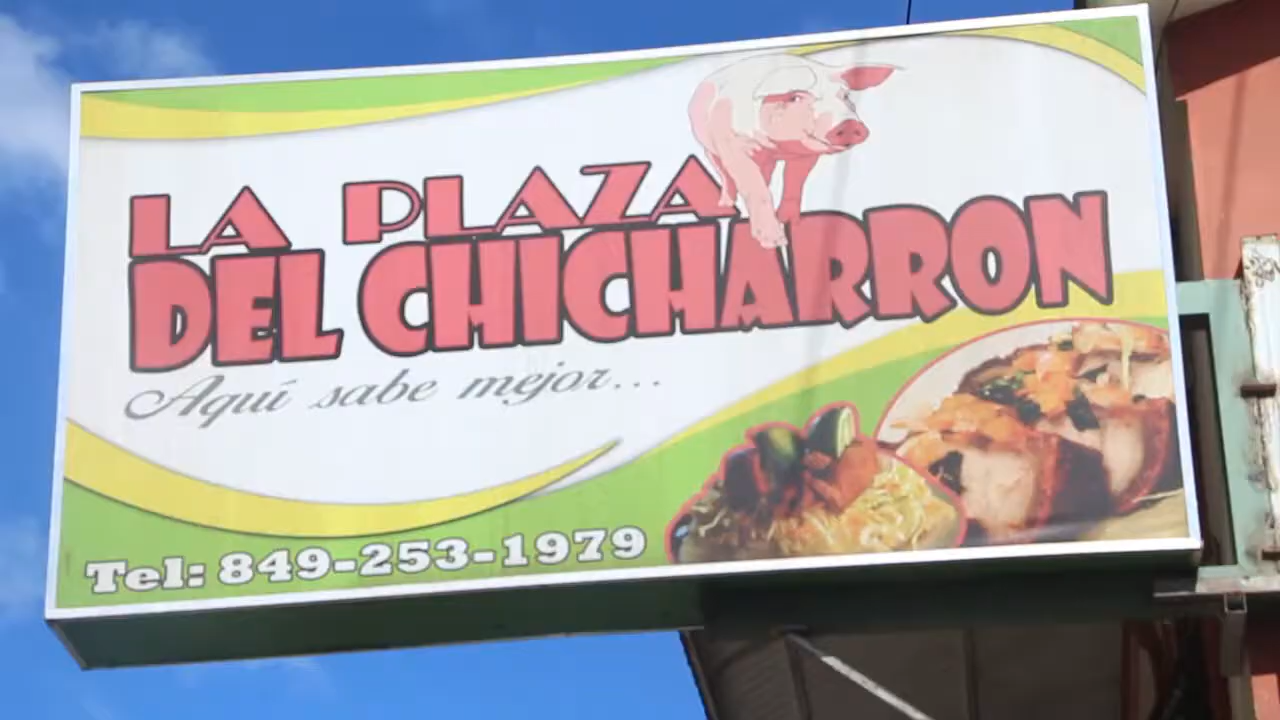 LA PLAZA
DEL CHICHARRON
Aquí sabe mejor...
Tel: 849-253-1979